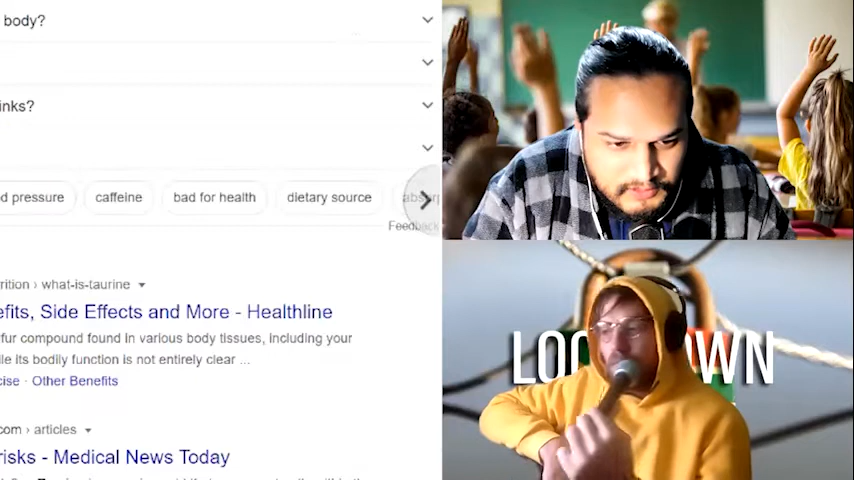 body?
inks?
d pressure
caffeine
bad for health
dietary source
Feedback
rition › what-is-taurine
efits, Side Effects and More - Healthline
fur compound found in various body tissues, including your
ile its bodily function is not entirely clear ...
cise · Other Benefits
com › articles
risks - Medical News Today
LOC
WN